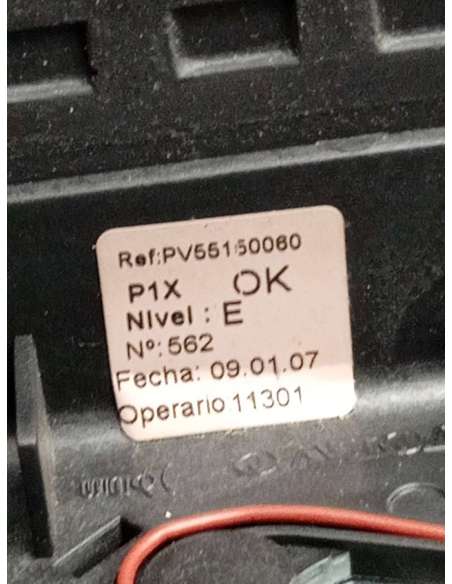 Ref:PV55150060
P1X OK
Nivel : E
Nº: 562
Fecha: 09.01.07
Operario 11301